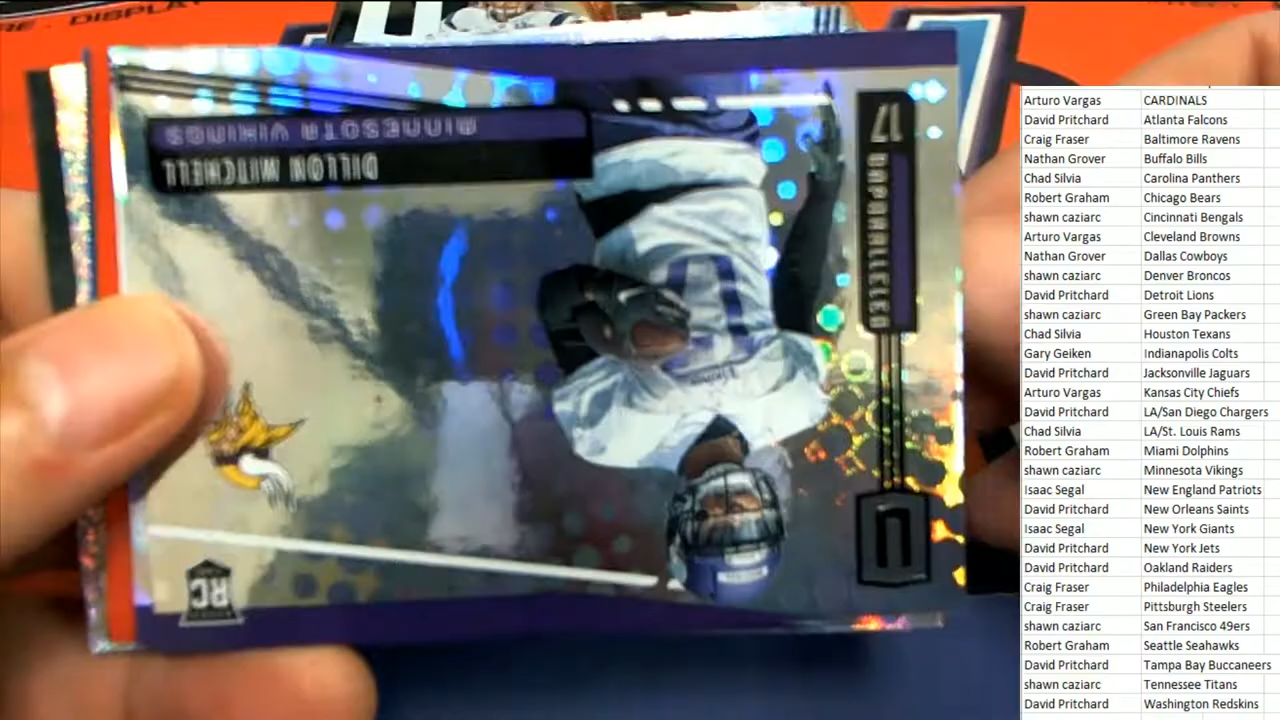 RE - DISPLAY
MINNESOTA VIKINGS
DILLON MITCHELL
17
UNPARALLELED
U
RC
Arturo Vargas CARDINALS
David Pritchard Atlanta Falcons
Craig Fraser Baltimore Ravens
Nathan Grover Buffalo Bills
Chad Silvia Carolina Panthers
Robert Graham Chicago Bears
shawn caziarc Cincinnati Bengals
Arturo Vargas Cleveland Browns
Nathan Grover Dallas Cowboys
shawn caziarc Denver Broncos
David Pritchard Detroit Lions
shawn caziarc Green Bay Packers
Chad Silvia Houston Texans
Gary Geiken Indianapolis Colts
David Pritchard Jacksonville Jaguars
Arturo Vargas Kansas City Chiefs
David Pritchard LA/San Diego Chargers
Chad Silvia LA/St. Louis Rams
Robert Graham Miami Dolphins
shawn caziarc Minnesota Vikings
Isaac Segal New England Patriots
David Pritchard New Orleans Saints
Isaac Segal New York Giants
David Pritchard New York Jets
David Pritchard Oakland Raiders
Craig Fraser Philadelphia Eagles
Craig Fraser Pittsburgh Steelers
shawn caziarc San Francisco 49ers
Robert Graham Seattle Seahawks
David Pritchard Tampa Bay Buccaneers
shawn caziarc Tennessee Titans
David Pritchard Washington Redskins